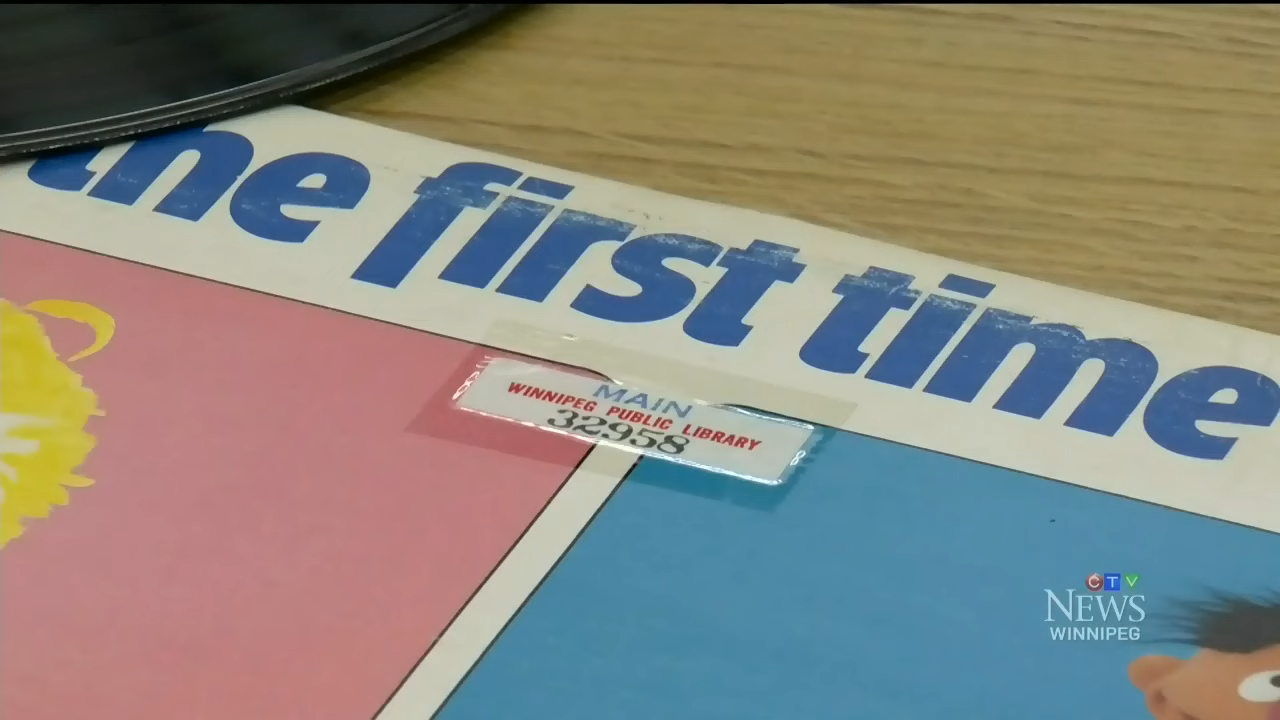 the first time
MAIN
WINNIPEG PUBLIC LIBRARY
32958
CTV
NEWS
WINNIPEG